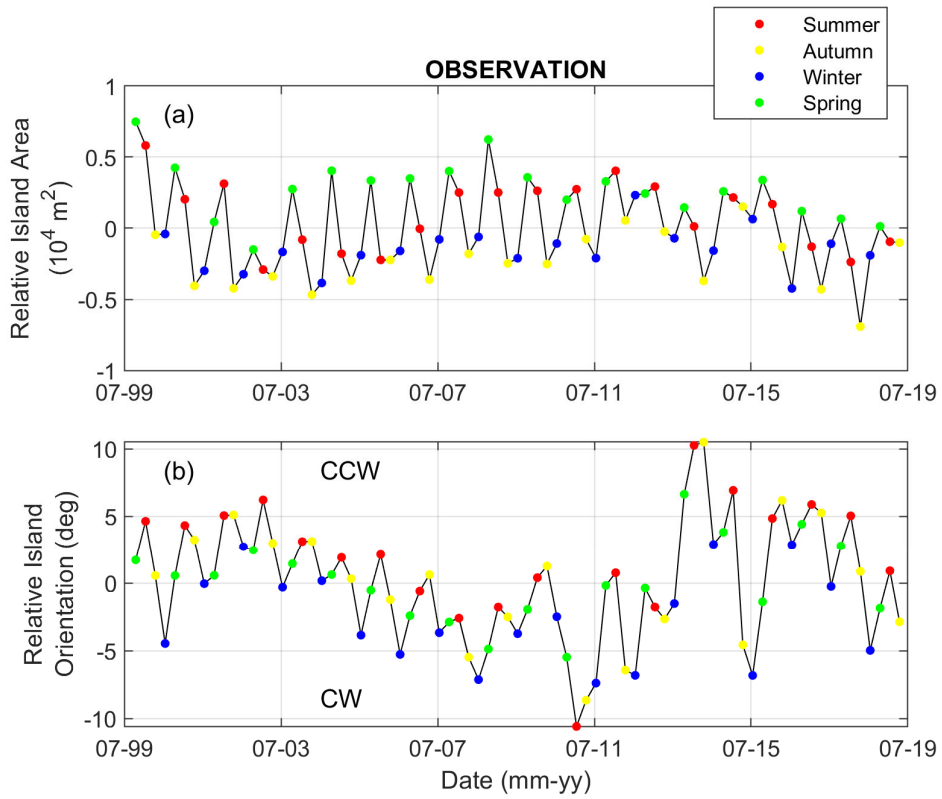 Summer
Autumn
Winter
Spring
OBSERVATION
(a)
Relative Island Area
(10⁴ m²)
1
0.5
0
-0.5
-1
07-99
07-03
07-07
07-11
07-15
07-19
(b)
CCW
CW
Relative Island
Orientation (deg)
10
5
0
-5
-10
07-99
07-03
07-07
07-11
07-15
07-19
Date (mm-yy)